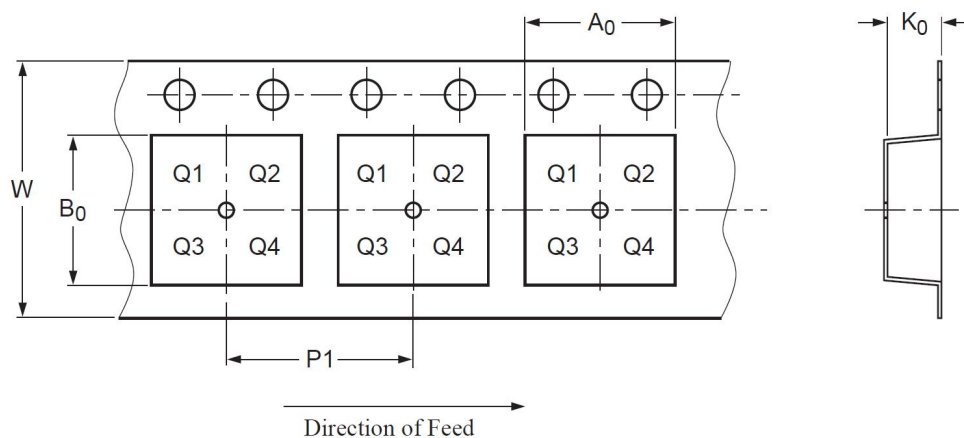 A0
K0
W
B0
Q1 Q2 Q1 Q2 Q1 Q2
Q3 Q4 Q3 Q4 Q3 Q4
P1
Direction of Feed